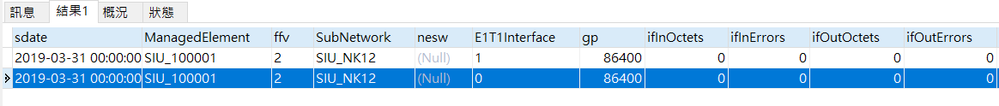 訊息 結果1 概況 狀態
sdate ManagedElement ffv SubNetwork nesw E1T1Interface gp ifInOctets ifInErrors ifOutOctets ifOutErrors
2019-03-31 00:00:00 SIU_100001 2 SIU_NK12 (Null) 1 86400 0 0 0 0
2019-03-31 00:00:00 SIU_100001 2 SIU_NK12 (Null) 0 86400 0 0 0 0